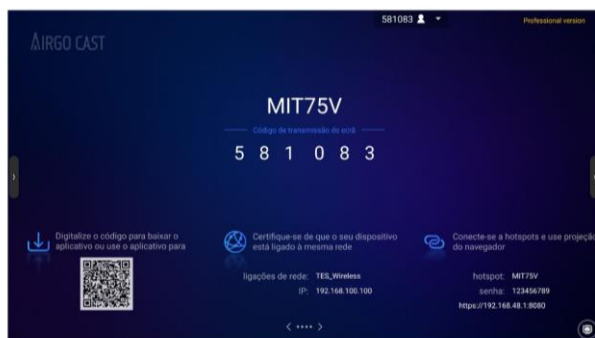 581083
Professional version
AIRGO CAST
MIT75V
Código de transmissão do ecrã
5 8 1 0 8 3
Digitalize o código para baixar o
aplicativo ou use o aplicativo para
Certifique-se de que o seu dispositivo
está ligado à mesma rede
ligações de rede: TES_Wireless
IP: 192.168.100.100
Conecte-se a hotspots e use projeção
do navegador
hotspot: MIT75V
senha: 123456789
https://192.168.48.1:8080